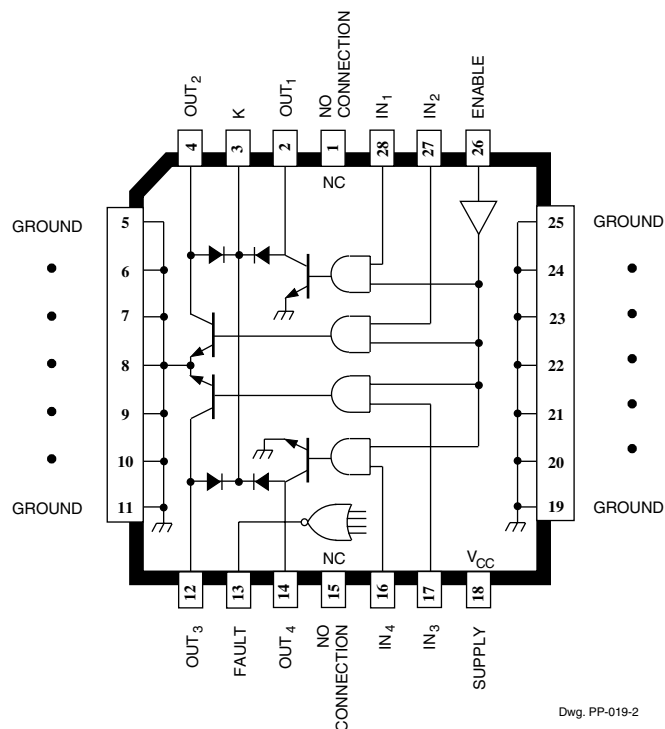 OUT2
K
OUT1
NO CONNECTION
IN1
IN2
ENABLE
4
3
2
1
28
27
26
NC
GROUND
5
6
7
8
9
10
11
GROUND
25
GROUND
24
23
22
21
20
19
GROUND
NC
VCC
12
13
14
15
16
17
18
OUT3
FAULT
OUT4
NO CONNECTION
IN4
IN3
SUPPLY
Dwg. PP-019-2